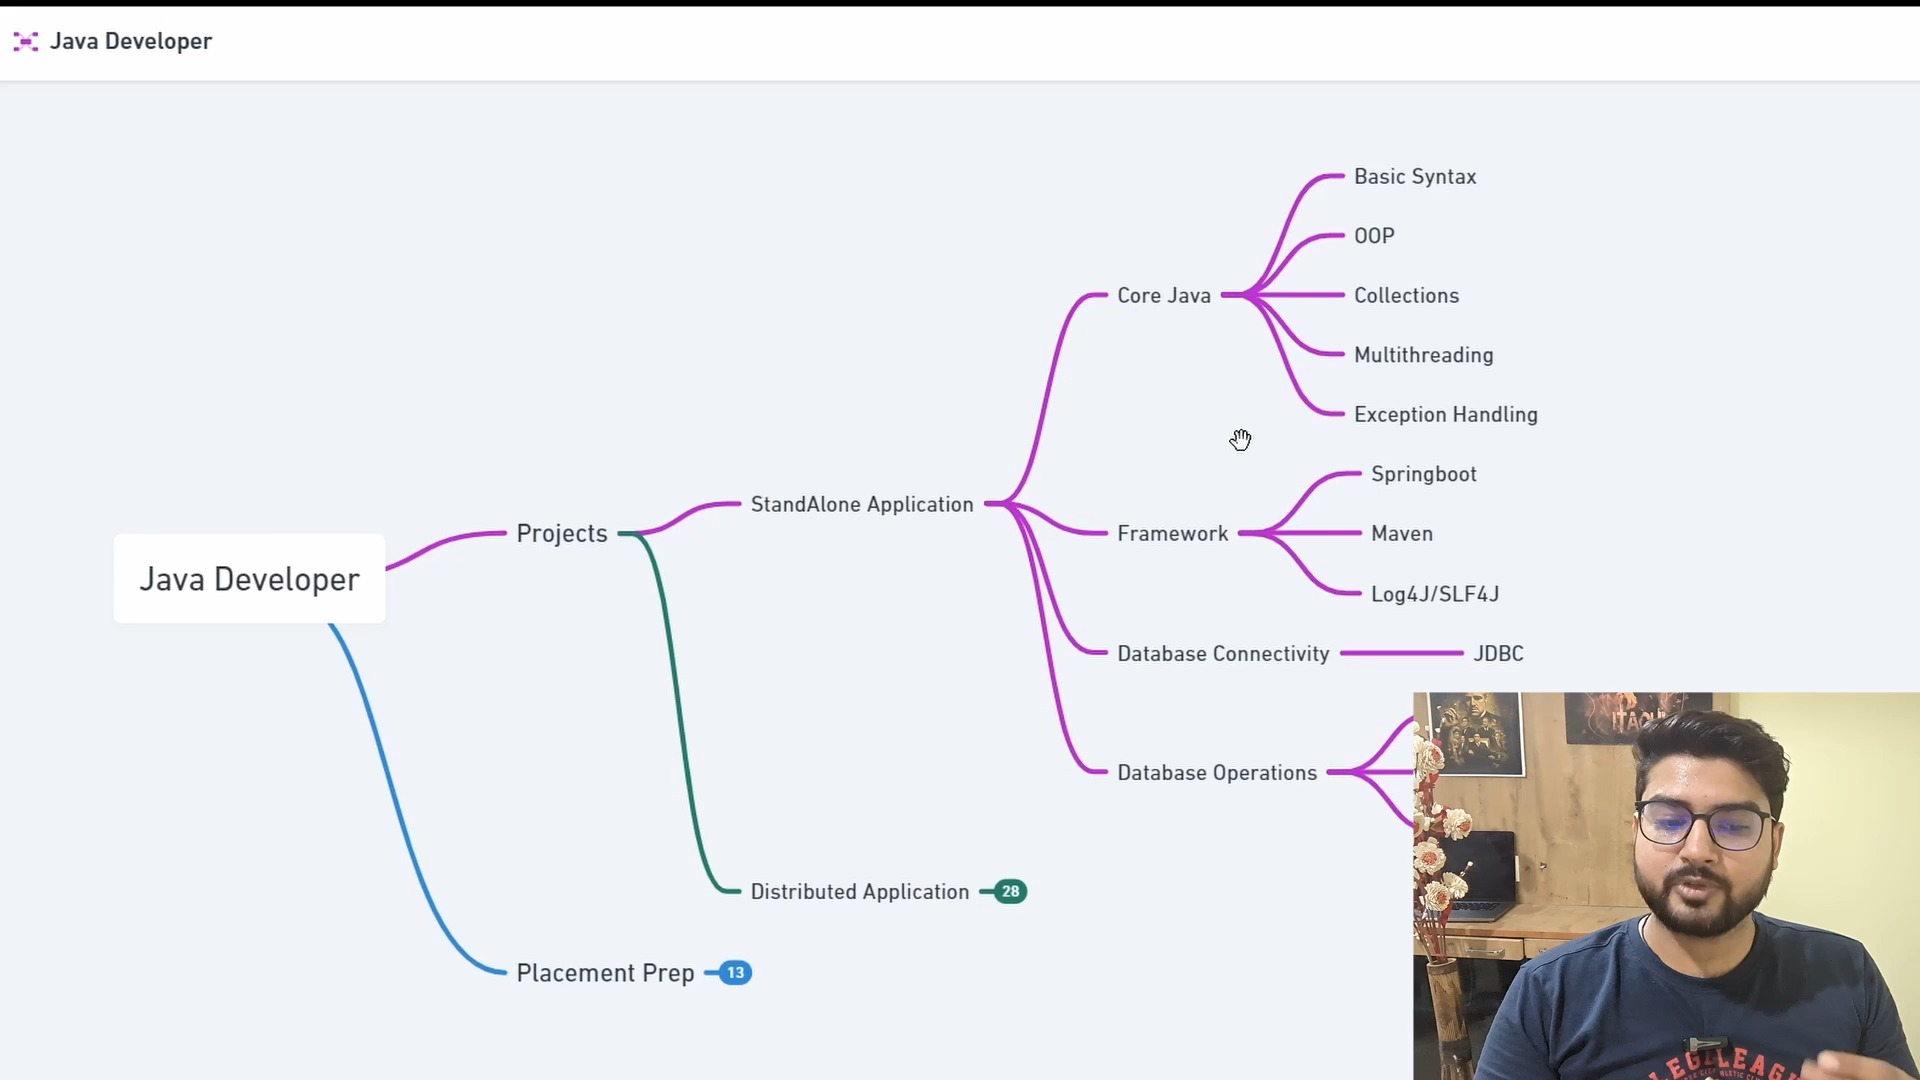 Java Developer
Basic Syntax
OOP
Core Java
Collections
Multithreading
Exception Handling
Springboot
StandAlone Application
Projects
Framework
Maven
Java Developer
Log4J/SLF4J
Database Connectivity
JDBC
ITACHI
Database Operations
Distributed Application
28
Placement Prep
13